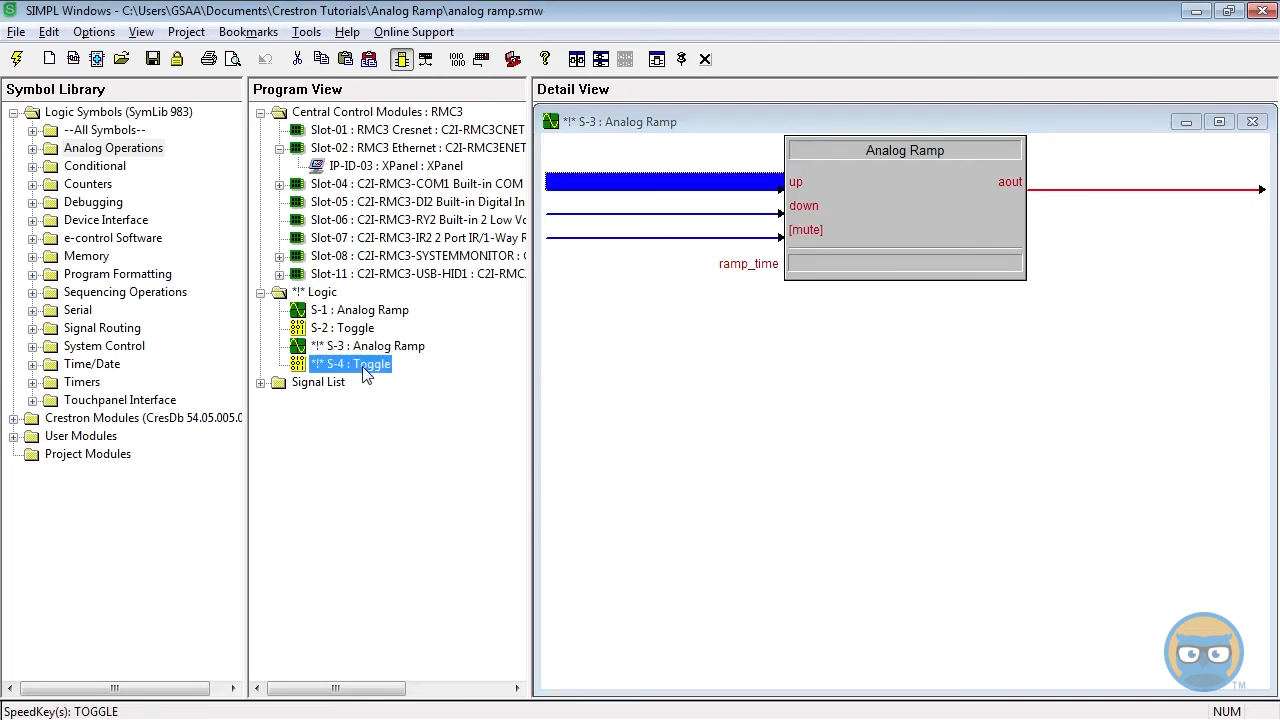 SIMPL Windows - C:\Users\GSAA\Documents\Crestron Tutorials\Analog Ramp\analog ramp.smw
File Edit Options View Project Bookmarks Tools Help Online Support
Symbol Library
Logic Symbols (SymLib 983)
--All Symbols--
Analog Operations
Conditional
Counters
Debugging
Device Interface
e-control Software
Memory
Program Formatting
Sequencing Operations
Serial
Signal Routing
System Control
Time/Date
Timers
Touchpanel Interface
Crestron Modules (CresDb 54.05.005.0
User Modules
Project Modules
Program View
Central Control Modules : RMC3
Slot-01 : RMC3 Cresnet : C2I-RMC3CNET
Slot-02 : RMC3 Ethernet : C2I-RMC3ENET
IP-ID-03 : XPanel : XPanel
Slot-04 : C2I-RMC3-COM1 Built-in COM
Slot-05 : C2I-RMC3-DI2 Built-in Digital In
Slot-06 : C2I-RMC3-RY2 Built-in 2 Low Vo
Slot-07 : C2I-RMC3-IR2 2 Port IR/1-Way R
Slot-08 : C2I-RMC3-SYSTEMMONITOR : C
Slot-11 : C2I-RMC3-USB-HID1 : C2I-RMC3
*!* Logic
S-1 : Analog Ramp
S-2 : Toggle
*!* S-3 : Analog Ramp
*!* S-4 : Toggle
Signal List
Detail View
*!* S-3 : Analog Ramp
Analog Ramp
up aout
down
[mute]
ramp_time
TM
SpeedKey(s): TOGGLE
NUM